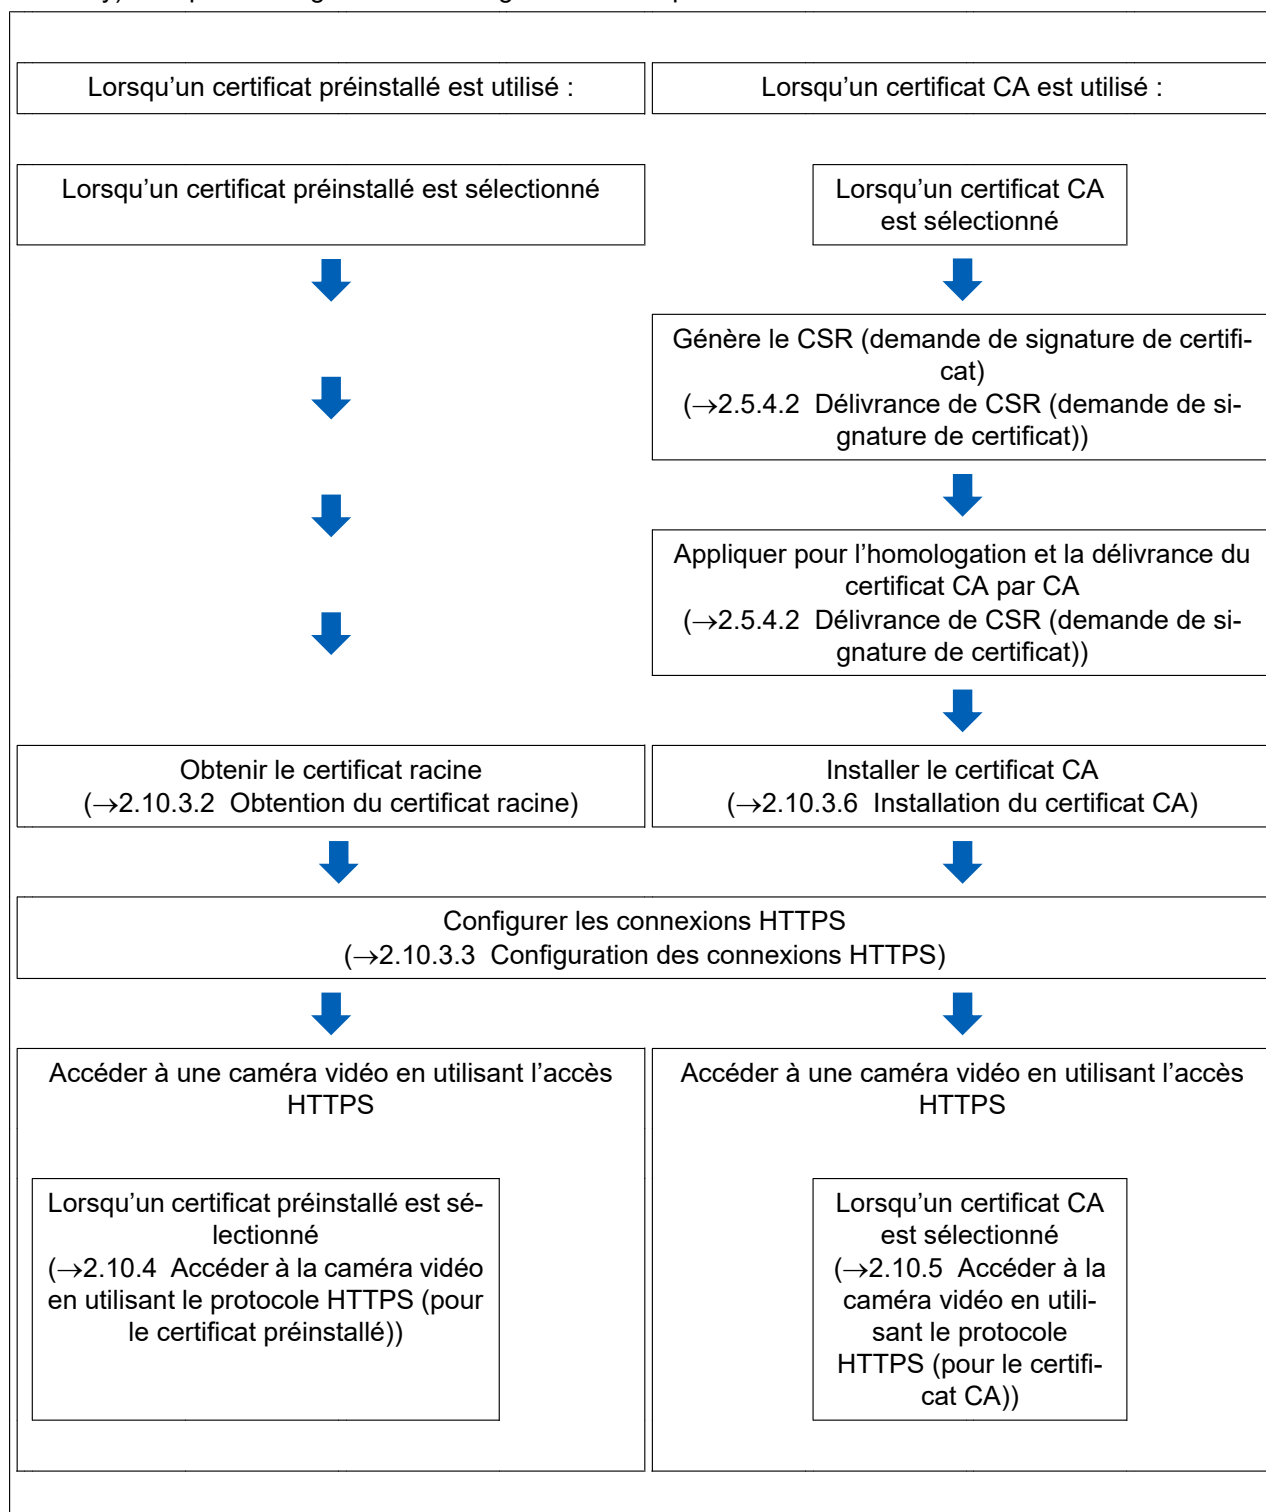 Lorsqu’un certificat préinstallé est utilisé :
Lorsqu’un certificat CA est utilisé :
Lorsqu’un certificat préinstallé est sélectionné
Lorsqu’un certificat CA
est sélectionné
Génère le CSR (demande de signature de certifi-
cat)
(→2.5.4.2 Délivrance de CSR (demande de si-
gnature de certificat))
Appliquer pour l’homologation et la délivrance du
certificat CA par CA
(→2.5.4.2 Délivrance de CSR (demande de si-
gnature de certificat))
Obtenir le certificat racine
(→2.10.3.2 Obtention du certificat racine)
Installer le certificat CA
(→2.10.3.6 Installation du certificat CA)
Configurer les connexions HTTPS
(→2.10.3.3 Configuration des connexions HTTPS)
Accéder à une caméra vidéo en utilisant l’accès
HTTPS
Lorsqu’un certificat préinstallé est sé-
lectionné
(→2.10.4 Accéder à la caméra vidéo
en utilisant le protocole HTTPS (pour
le certificat préinstallé))
Accéder à une caméra vidéo en utilisant l’accès
HTTPS
Lorsqu’un certificat CA
est sélectionné
(→2.10.5 Accéder à la
caméra vidéo en utili-
sant le protocole
HTTPS (pour le certifi-
cat CA))